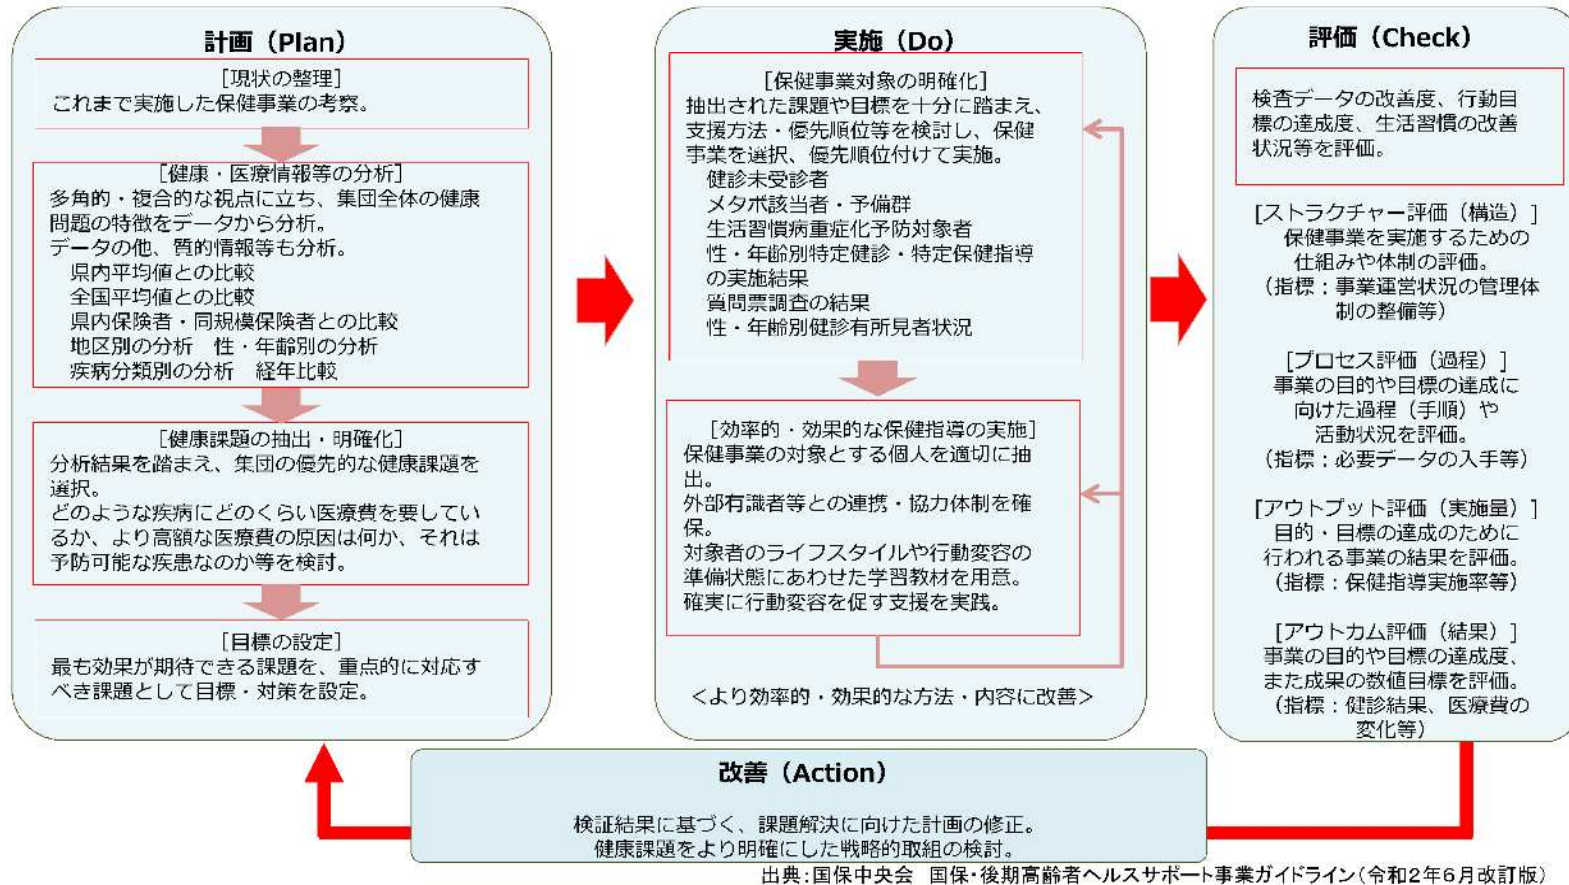 計画（Plan）
[現状の整理]
これまで実施した保健事業の考察。
[健康・医療情報等の分析]
多角的・複合的な視点に立ち、集団全体の健康
問題の特徴をデータから分析。
データの他、質的情報等も分析。
県内平均値との比較
全国平均値との比較
県内保険者・同規模保険者との比較
地区別の分析　性・年齢別の分析
疾病分類別の分析　経年比較
[健康課題の抽出・明確化]
分析結果を踏まえ、集団の優先的な健康課題を
選択。
どのような疾病にどのくらい医療費を要してい
るか、より高額な医療費の原因は何か、それは
予防可能な疾患なのか等を検討。
[目標の設定]
最も効果が期待できる課題を、重点的に対応す
べき課題として目標・対策を設定。
実施（Do）
[保健事業対象の明確化]
抽出された課題や目標を十分に踏まえ、
支援方法・優先順位等を検討し、保健
事業を選択、優先順位付けて実施。
健診未受診者
メタボ該当者・予備群
生活習慣病重症化予防対象者
性・年齢別特定健診・特定保健指導
の実施結果
質問票調査の結果
性・年齢別健診有所見者状況
[効率的・効果的な保健指導の実施]
保健事業の対象とする個人を適切に抽
出。
外部有識者等との連携・協力体制を確
保。
対象者のライフスタイルや行動変容の
準備状態にあわせた学習教材を用意。
確実に行動変容を促す支援を実践。
＜より効率的・効果的な方法・内容に改善＞
評価（Check）
検査データの改善度、行動目
標の達成度、生活習慣の改善
状況等を評価。
[ストラクチャー評価（構造）]
保健事業を実施するための
仕組みや体制の評価。
（指標：事業運営状況の管理体
制の整備等）
[プロセス評価（過程）]
事業の目的や目標の達成に
向けた過程（手順）や
活動状況を評価。
（指標：必要データの入手等）
[アウトプット評価（実施量）]
目的・目標の達成のために
行われる事業の結果を評価。
（指標：保健指導実施率等）
[アウトカム評価（結果）]
事業の目的や目標の達成度、
また成果の数値目標を評価。
（指標：健診結果、医療費の
変化等）
改善（Action）
検証結果に基づく、課題解決に向けた計画の修正。
健康課題をより明確にした戦略的取組の検討。
出典：国保中央会　国保・後期高齢者ヘルスサポート事業ガイドライン（令和2年6月改訂版）